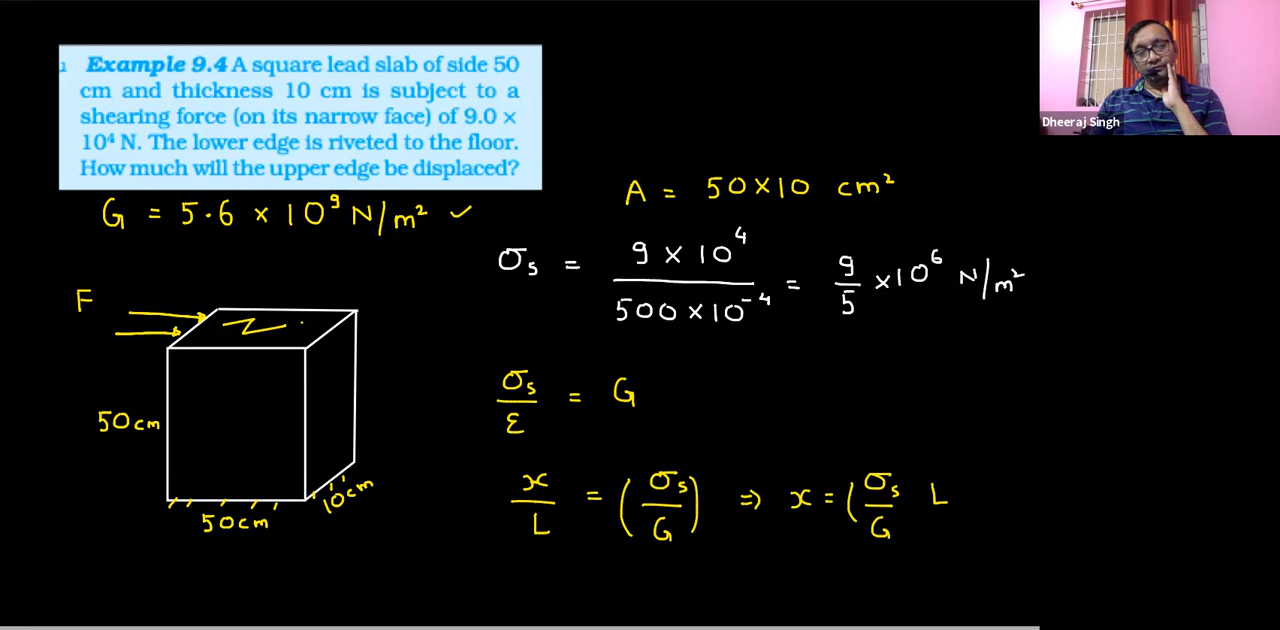 Example 9.4 A square lead slab of side 50
cm and thickness 10 cm is subject to a
shearing force (on its narrow face) of 9.0 ×
10⁴ N. The lower edge is riveted to the floor.
How much will the upper edge be displaced?
Dheeraj Singh
G = 5.6 × 10⁹ N/m² ✓
A = 50×10 cm²
σs = 9 × 10⁴ / 500 × 10⁻⁴ = 9/5 × 10⁶ N/m²
F
50cm
50cm
10cm
σs/ε = G
x/L = (σs/G) ⇒ x = (σs/G L